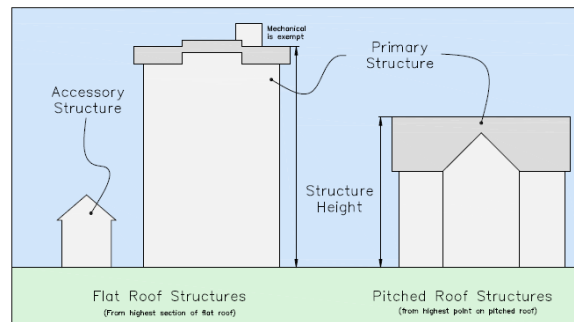 Mechanical
is exempt
Primary
Structure
Accessory
Structure
Structure
Height
Flat Roof Structures
(From highest section of flat roof)
Pitched Roof Structures
(from highest point on pitched roof)